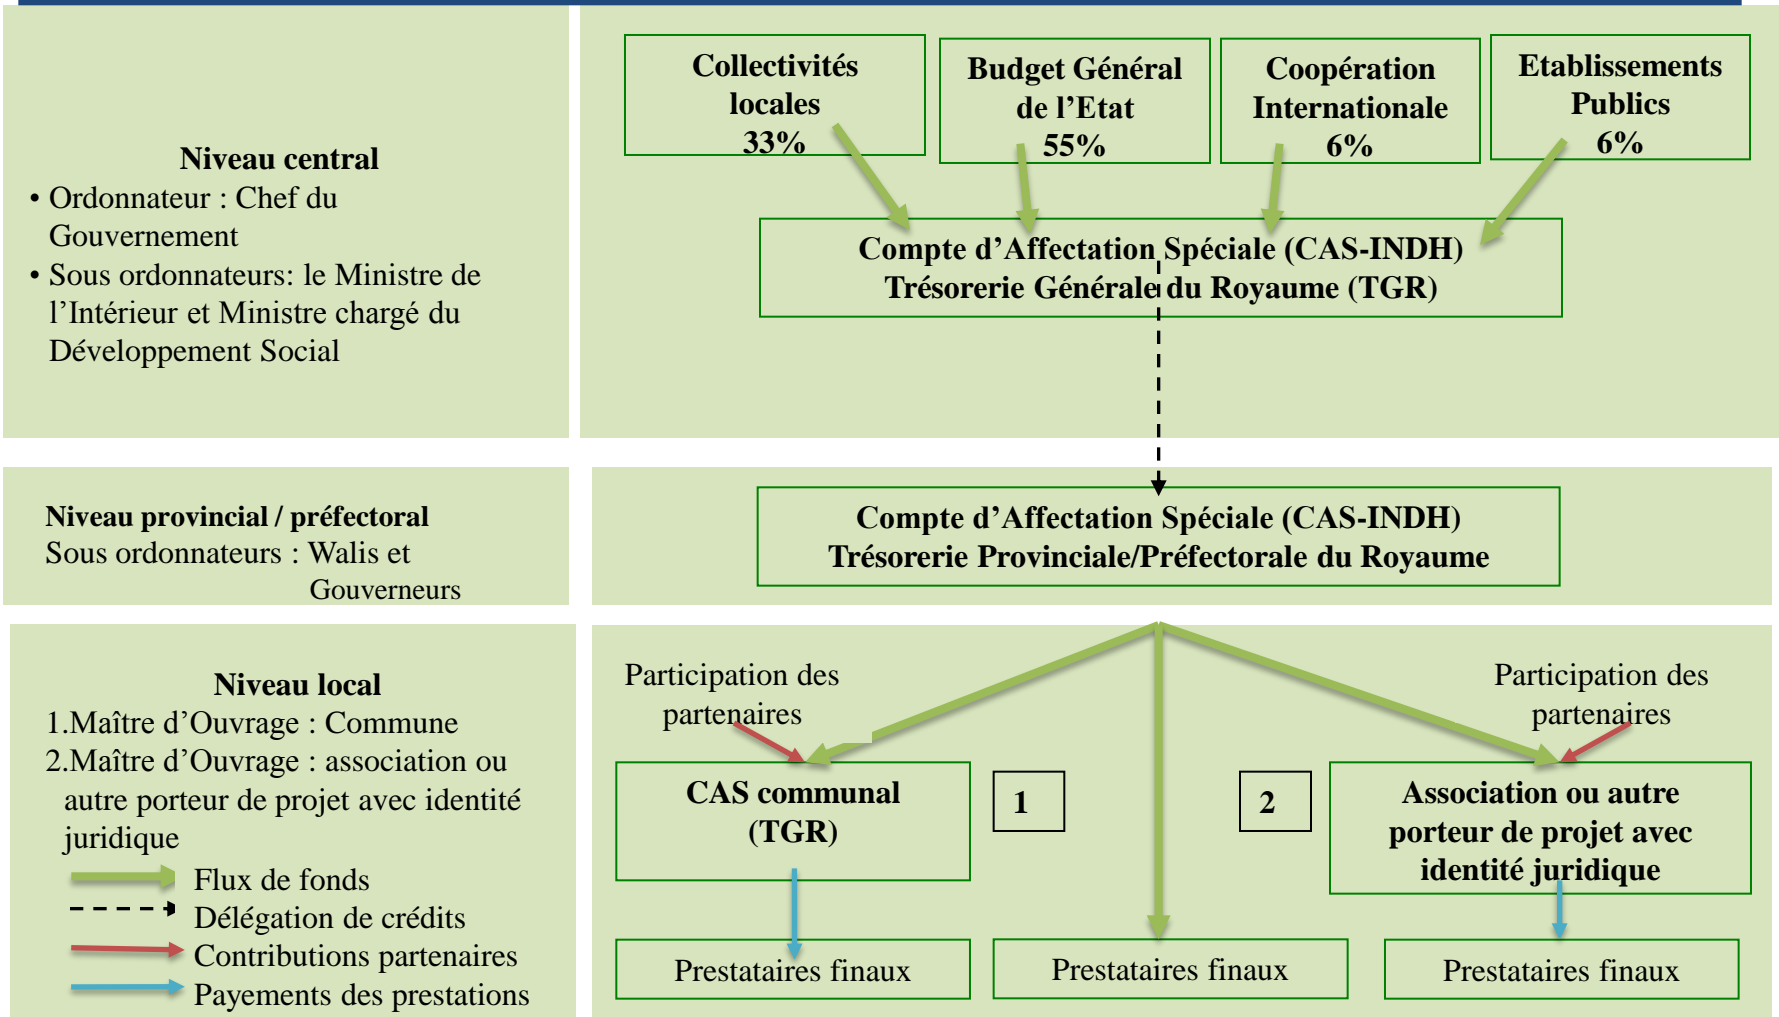 Niveau central
• Ordonnateur : Chef du
Gouvernement
• Sous ordonnateurs: le Ministre de
l’Intérieur et Ministre chargé du
Développement Social
Collectivités
locales
33%
Budget Général
de l’Etat
55%
Coopération
Internationale
6%
Etablissements
Publics
6%
Compte d’Affectation Spéciale (CAS-INDH)
Trésorerie Générale du Royaume (TGR)
Niveau provincial / préfectoral
Sous ordonnateurs : Walis et
Gouverneurs
Compte d’Affectation Spéciale (CAS-INDH)
Trésorerie Provinciale/Préfectorale du Royaume
Niveau local
1.Maître d’Ouvrage : Commune
2.Maître d’Ouvrage : association ou
autre porteur de projet avec identité
juridique
Flux de fonds
Délégation de crédits
Contributions partenaires
Payements des prestations
Participation des
partenaires
Participation des
partenaires
CAS communal
(TGR)
1
2
Association ou autre
porteur de projet avec
identité juridique
Prestataires finaux
Prestataires finaux
Prestataires finaux